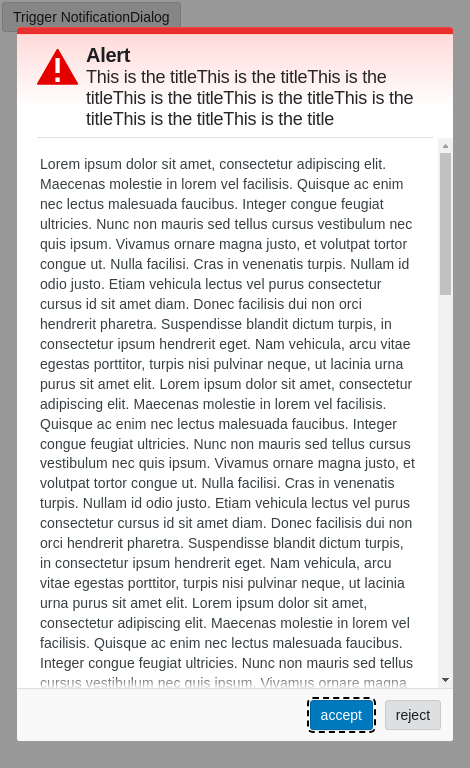 Trigger NotificationDialog
Alert
This is the titleThis is the titleThis is the
titleThis is the titleThis is the titleThis is the
titleThis is the titleThis is the title
Lorem ipsum dolor sit amet, consectetur adipiscing elit.
Maecenas molestie in lorem vel facilisis. Quisque ac enim
nec lectus malesuada faucibus. Integer congue feugiat
ultricies. Nunc non mauris sed tellus cursus vestibulum nec
quis ipsum. Vivamus ornare magna justo, et volutpat tortor
congue ut. Nulla facilisi. Cras in venenatis turpis. Nullam id
odio justo. Etiam vehicula lectus vel purus consectetur
cursus id sit amet diam. Donec facilisis dui non orci
hendrerit pharetra. Suspendisse blandit dictum turpis, in
consectetur ipsum hendrerit eget. Nam vehicula, arcu vitae
egestas porttitor, turpis nisi pulvinar neque, ut lacinia urna
purus sit amet elit. Lorem ipsum dolor sit amet, consectetur
adipiscing elit. Maecenas molestie in lorem vel facilisis.
Quisque ac enim nec lectus malesuada faucibus. Integer
congue feugiat ultricies. Nunc non mauris sed tellus cursus
vestibulum nec quis ipsum. Vivamus ornare magna justo, et
volutpat tortor congue ut. Nulla facilisi. Cras in venenatis
turpis. Nullam id odio justo. Etiam vehicula lectus vel purus
consectetur cursus id sit amet diam. Donec facilisis dui non
orci hendrerit pharetra. Suspendisse blandit dictum turpis,
in consectetur ipsum hendrerit eget. Nam vehicula, arcu
vitae egestas porttitor, turpis nisi pulvinar neque, ut lacinia
urna purus sit amet elit. Lorem ipsum dolor sit amet,
consectetur adipiscing elit. Maecenas molestie in lorem vel
facilisis. Quisque ac enim nec lectus malesuada faucibus.
Integer congue feugiat ultricies. Nunc non mauris sed tellus
cursus vestibulum nec quis ipsum. Vivamus ornare magna
accept
reject